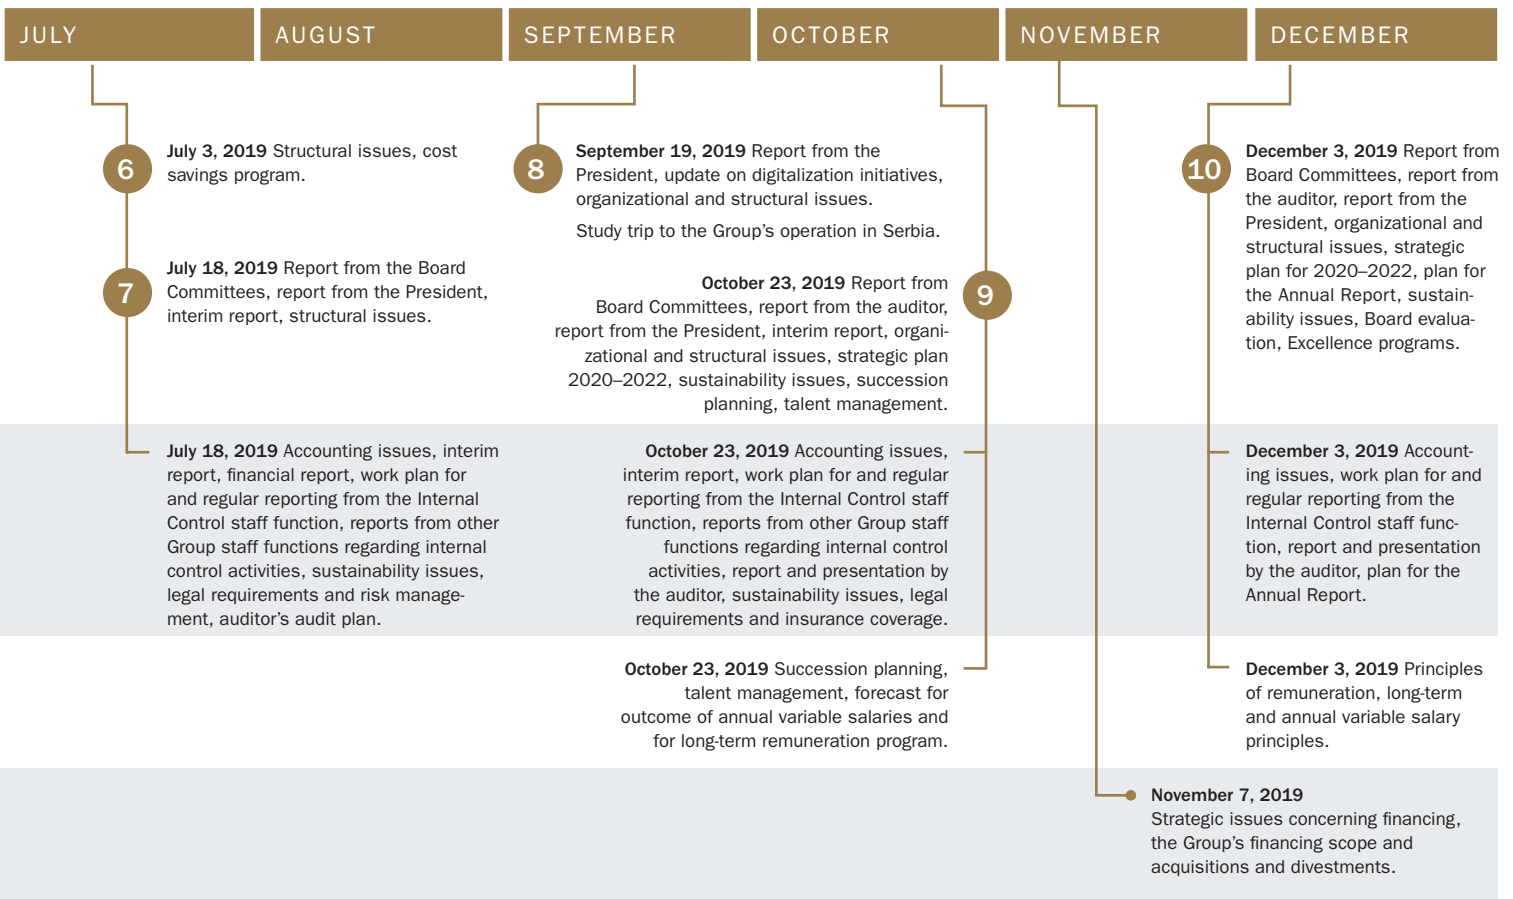 JULY
AUGUST
SEPTEMBER
OCTOBER
NOVEMBER
DECEMBER
6
July 3, 2019 Structural issues, cost
savings program.
7
July 18, 2019 Report from the Board
Committees, report from the President,
interim report, structural issues.
8
September 19, 2019 Report from the
President, update on digitalization initiatives,
organizational and structural issues.
Study trip to the Group’s operation in Serbia.
9
October 23, 2019 Report from
Board Committees, report from the auditor,
report from the President, interim report, organi-
zational and structural issues, strategic plan
2020–2022, sustainability issues, succession
planning, talent management.
10
December 3, 2019 Report from
Board Committees, report from
the auditor, report from the
President, organizational and
structural issues, strategic
plan for 2020–2022, plan for
the Annual Report, sustain-
ability issues, Board evalua-
tion, Excellence programs.
July 18, 2019 Accounting issues, interim
report, financial report, work plan for
and regular reporting from the Internal
Control staff function, reports from other
Group staff functions regarding internal
control activities, sustainability issues,
legal requirements and risk manage-
ment, auditor’s audit plan.
October 23, 2019 Accounting issues,
interim report, work plan for and regular
reporting from the Internal Control staff
function, reports from other Group staff
functions regarding internal control
activities, report and presentation by
the auditor, sustainability issues, legal
requirements and insurance coverage.
December 3, 2019 Account-
ing issues, work plan for and
regular reporting from the
Internal Control staff func-
tion, report and presentation
by the auditor, plan for the
Annual Report.
October 23, 2019 Succession planning,
talent management, forecast for
outcome of annual variable salaries and
for long-term remuneration program.
December 3, 2019 Principles
of remuneration, long-term
and annual variable salary
principles.
November 7, 2019
Strategic issues concerning financing,
the Group’s financing scope and
acquisitions and divestments.